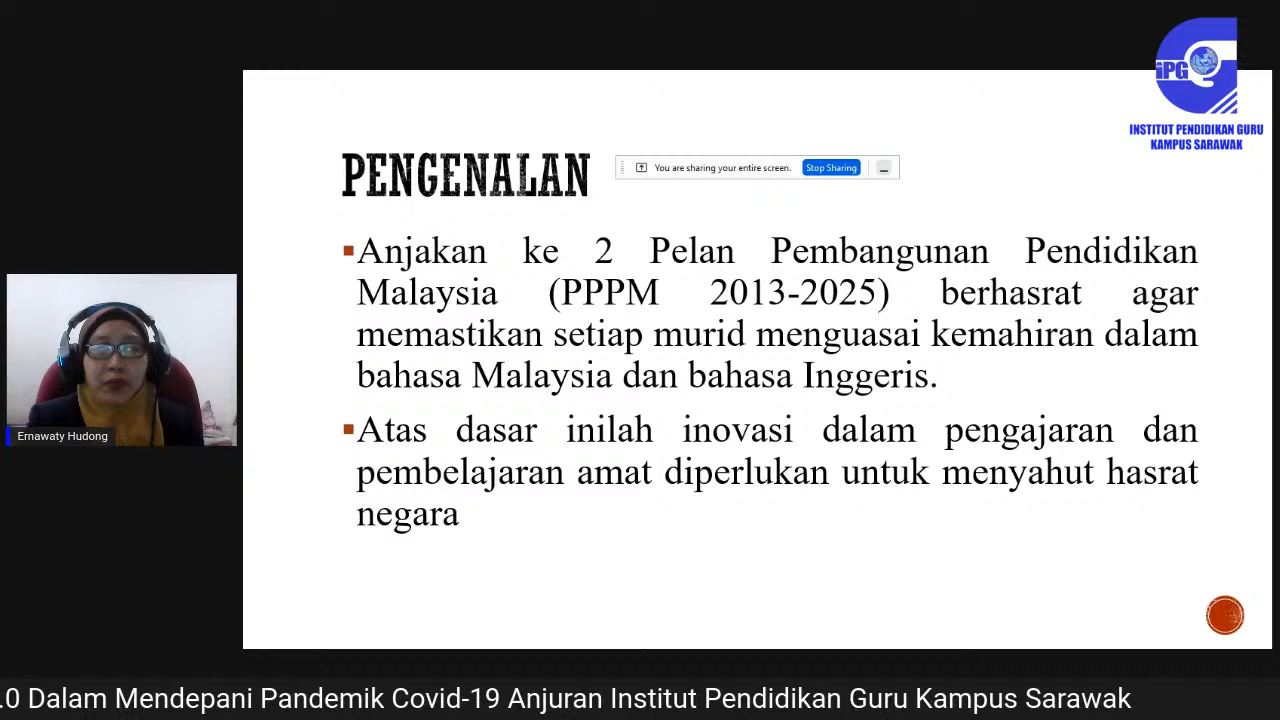 iPG
INSTITUT PENDIDIKAN GURU
KAMPUS SARAWAK
PENGENALAN
You are sharing your entire screen. Stop Sharing
Anjakan ke 2 Pelan Pembangunan Pendidikan
Malaysia (PPPM 2013-2025) berhasrat agar
memastikan setiap murid menguasai kemahiran dalam
bahasa Malaysia dan bahasa Inggeris.
Atas dasar inilah inovasi dalam pengajaran dan
pembelajaran amat diperlukan untuk menyahut hasrat
negara
Ernawaty Hudong
.0 Dalam Mendepani Pandemik Covid-19 Anjuran Institut Pendidikan Guru Kampus Sarawak